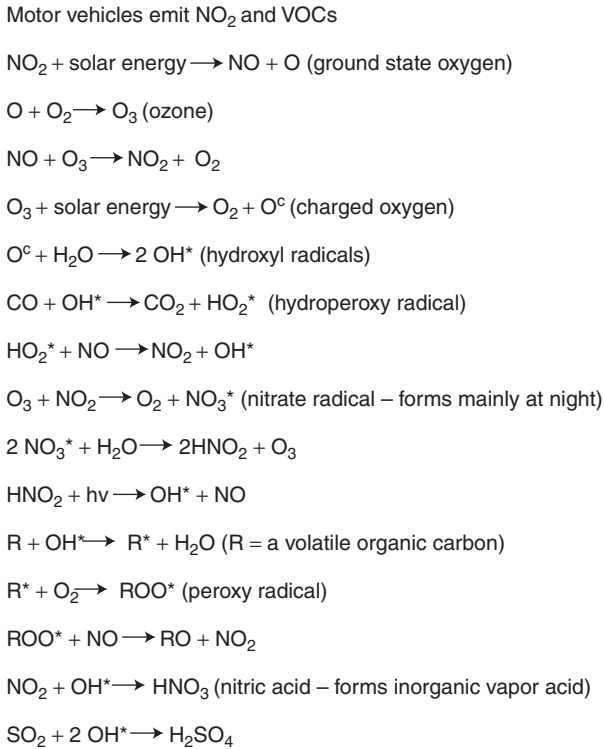 Motor vehicles emit NO₂ and VOCs
NO₂ + solar energy ⟶ NO + O (ground state oxygen)
O + O₂ ⟶ O₃ (ozone)
NO + O₃ ⟶ NO₂ + O₂
O₃ + solar energy ⟶ O₂ + Oᶜ (charged oxygen)
Oᶜ + H₂O ⟶ 2 OH* (hydroxyl radicals)
CO + OH* ⟶ CO₂ + HO₂* (hydroperoxy radical)
HO₂* + NO ⟶ NO₂ + OH*
O₃ + NO₂ ⟶ O₂ + NO₃* (nitrate radical – forms mainly at night)
2 NO₃* + H₂O ⟶ 2HNO₂ + O₃
HNO₂ + hv ⟶ OH* + NO
R + OH* ⟶ R* + H₂O (R = a volatile organic carbon)
R* + O₂ ⟶ ROO* (peroxy radical)
ROO* + NO ⟶ RO + NO₂
NO₂ + OH* ⟶ HNO₃ (nitric acid – forms inorganic vapor acid)
SO₂ + 2 OH* ⟶ H₂SO₄